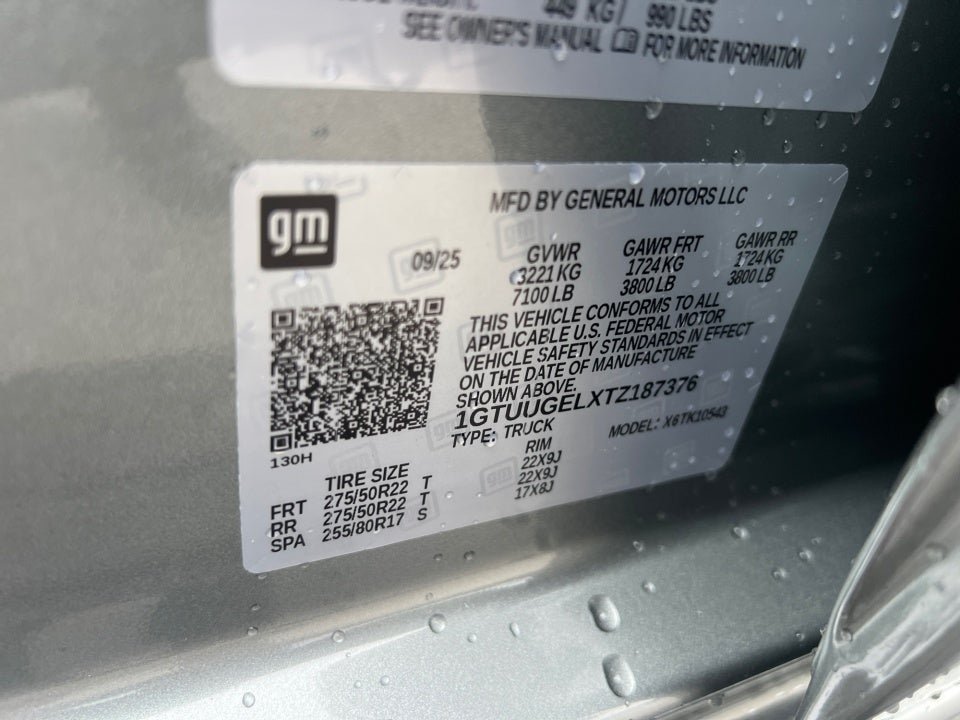 449 KG/ 990 LBS
SEE OWNER'S MANUAL FOR MORE INFORMATION
gm
MFD BY GENERAL MOTORS LLC
09/25
GVWR GAWR FRT GAWR RR
3221 KG 1724 KG 1724 KG
7100 LB 3800 LB 3800 LB
THIS VEHICLE CONFORMS TO ALL
APPLICABLE U.S. FEDERAL MOTOR
VEHICLE SAFETY STANDARDS IN EFFECT
ON THE DATE OF MANUFACTURE
SHOWN ABOVE.
1GTUUGELXTZ187376
TYPE: TRUCK MODEL: X6TK10543
130H
TIRE SIZE RIM
FRT 275/50R22 T 22X9J
RR 275/50R22 T 22X9J
SPA 255/80R17 S 17X8J